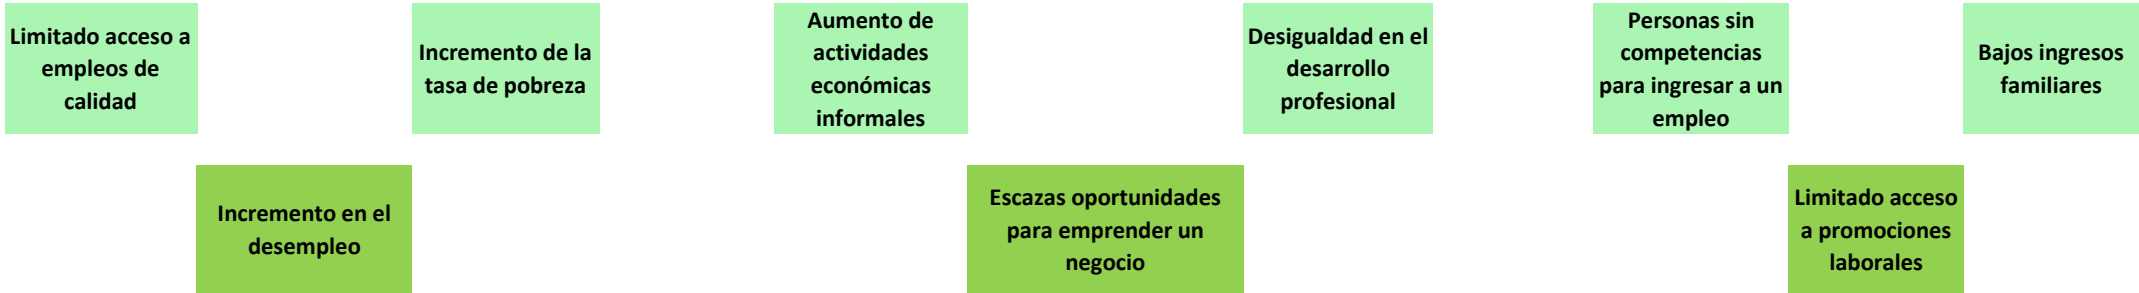 Limitado acceso a
empleos de
calidad
Incremento de la
tasa de pobreza
Aumento de
actividades
económicas
informales
Desigualdad en el
desarrollo
profesional
Personas sin
competencias
para ingresar a un
empleo
Bajos ingresos
familiares
Incremento en el
desempleo
Escazas oportunidades
para emprender un
negocio
Limitado acceso
a promociones
laborales